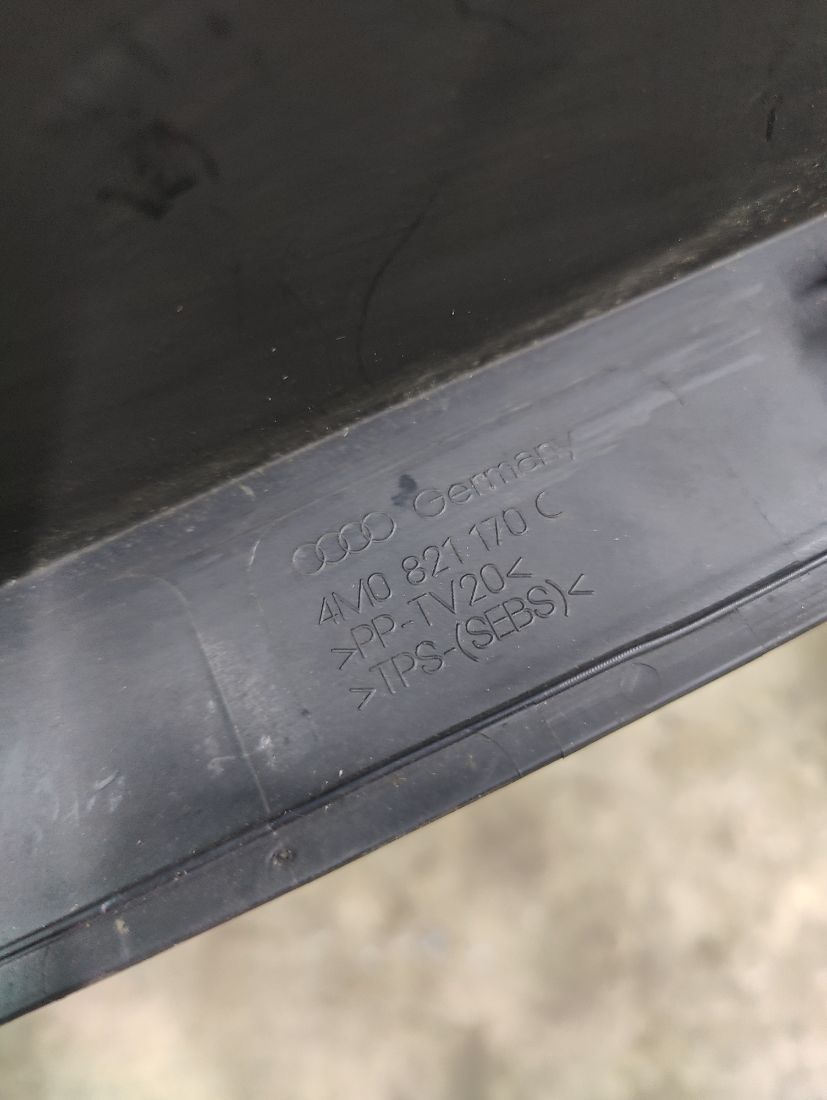 Germany
4M0 821 170 C
>PP-TV20<
>TPS-(SEBS)<